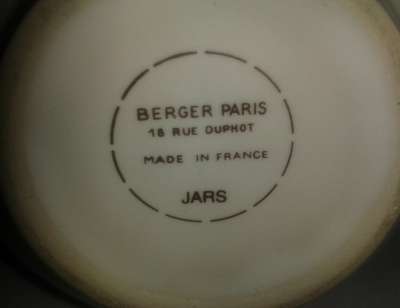 BERGER PARIS
18 RUE DUPHOT
MADE IN FRANCE
JARS